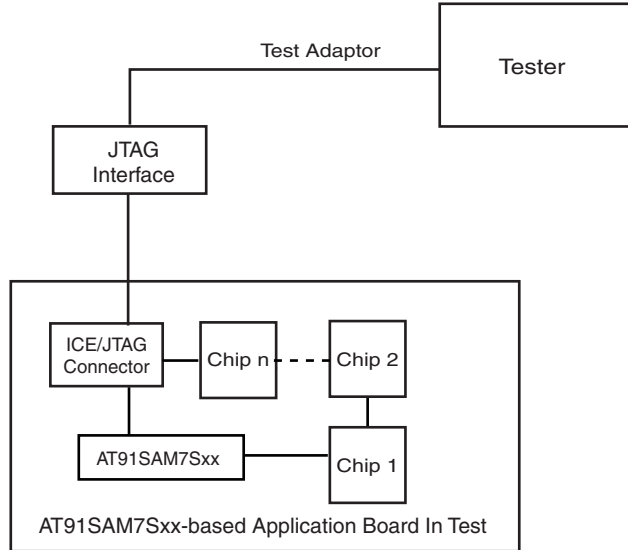 Test Adaptor
Tester
JTAG
Interface
ICE/JTAG
Connector
Chip n
Chip 2
AT91SAM7Sxx
Chip 1
AT91SAM7Sxx-based Application Board In Test